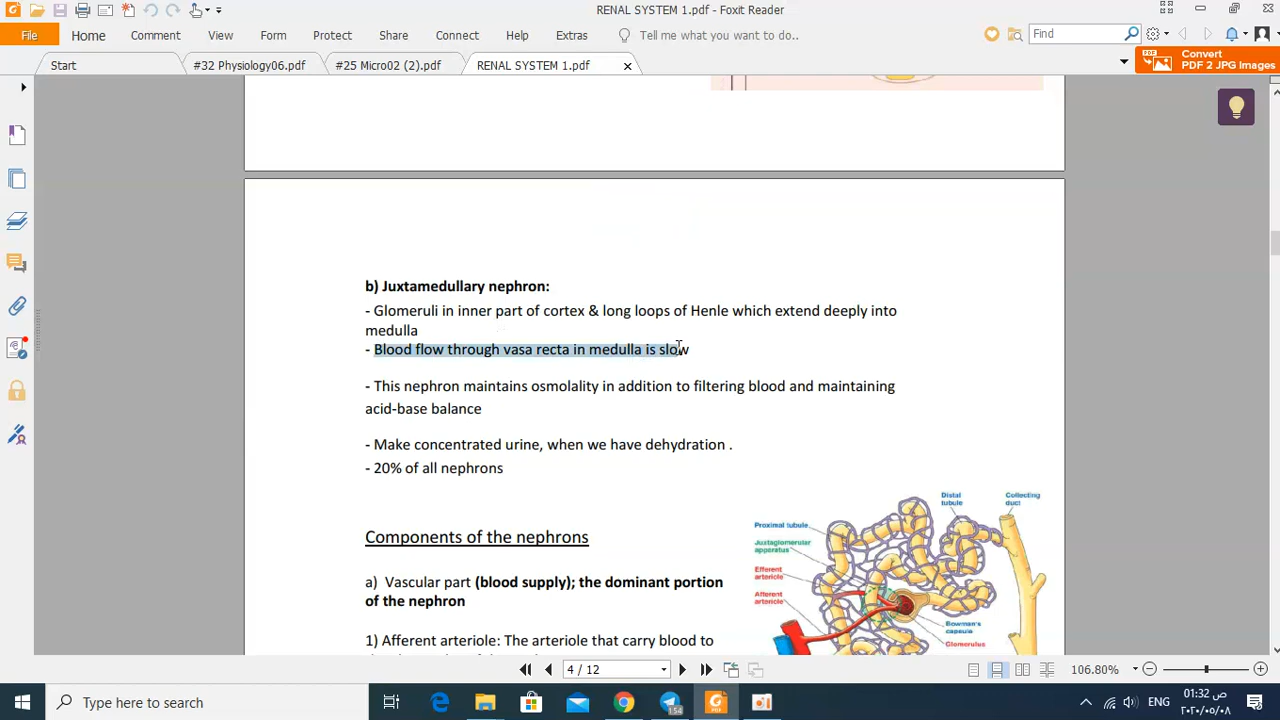 RENAL SYSTEM 1.pdf - Foxit Reader
File Home Comment View Form Protect Share Connect Help Extras Tell me what you want to do.. Find
Start #32 Physiology06.pdf #25 Micro02 (2).pdf RENAL SYSTEM 1.pdf
Convert
PDF 2 JPG Images
b) Juxtamedullary nephron:
- Glomeruli in inner part of cortex & long loops of Henle which extend deeply into
medulla
- Blood flow through vasa recta in medulla is slow
- This nephron maintains osmolality in addition to filtering blood and maintaining
acid-base balance
- Make concentrated urine, when we have dehydration .
- 20% of all nephrons
Components of the nephrons
a) Vascular part (blood supply); the dominant portion
of the nephron
1) Afferent arteriole: The arteriole that carry blood to
Distal
tubule
Collecting
duct
Proximal tubule
Juxtaglomerular
apparatus
Efferent
arteriole
Afferent
arteriole
Bowman's
capsule
Glomerulus
4 / 12
106.80%
Type here to search
154
ENG
01:32 ص
٢٠٢٠/٠٥/٠٨